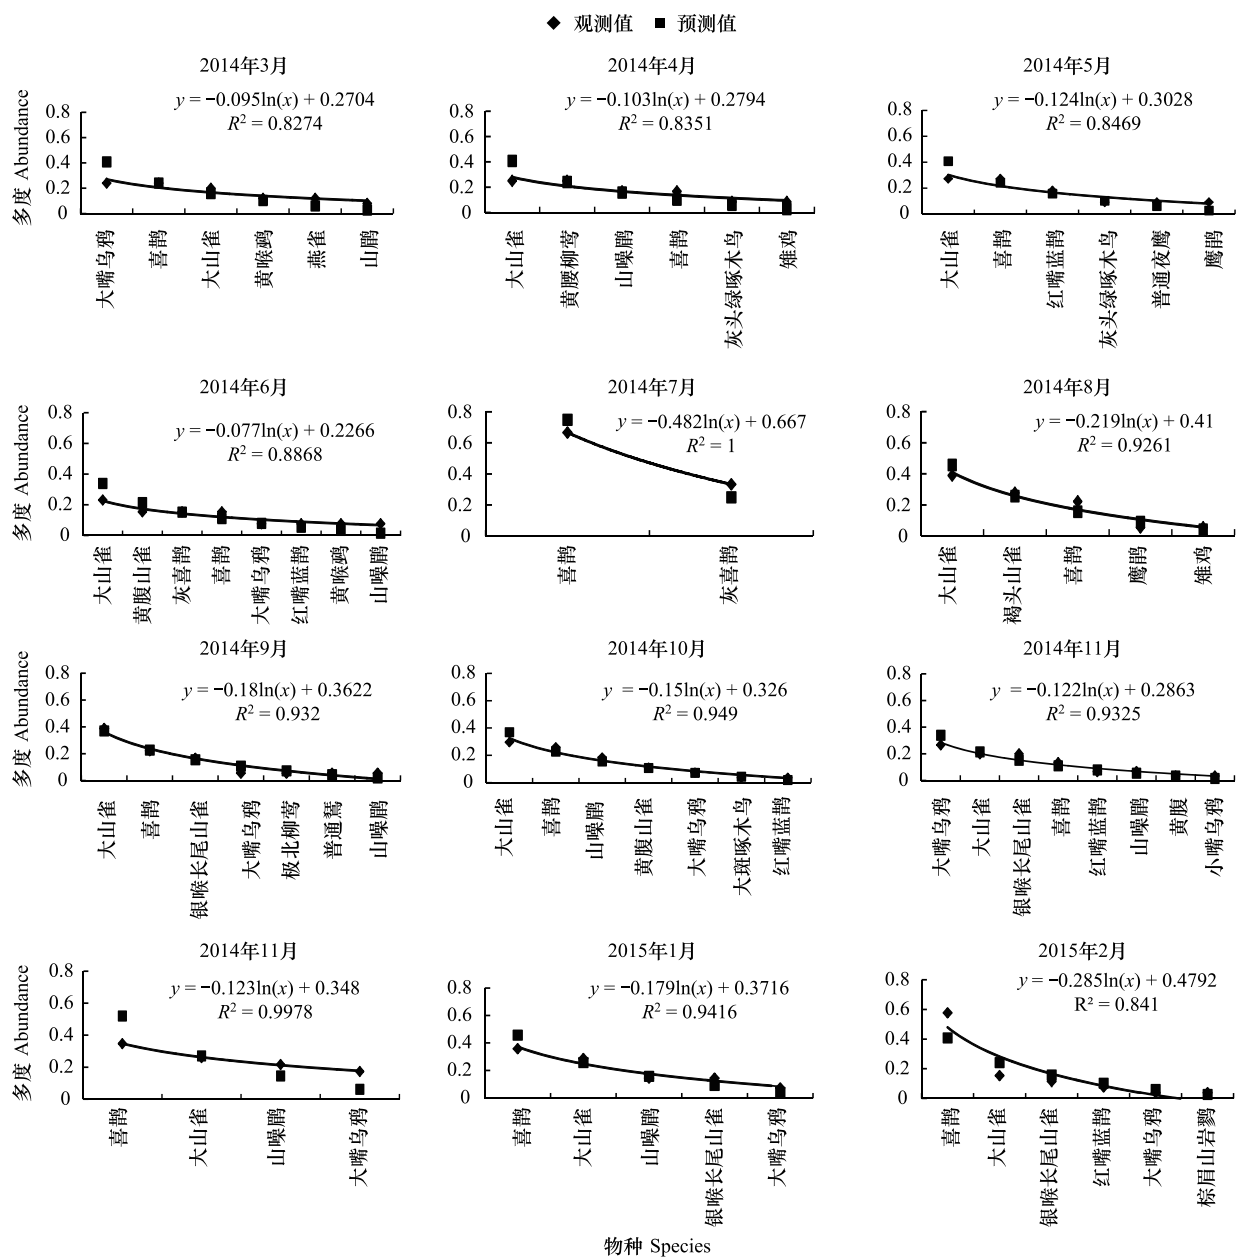 观测值 预测值
2014年3月
y = −0.095ln(x) + 0.2704
R² = 0.8274
多度 Abundance
0.8
0.6
0.4
0.2
0
大嘴乌鸦
喜鹊
大山雀
黄喉鹀
燕雀
山鹛
2014年4月
y = −0.103ln(x) + 0.2794
R² = 0.8351
0.8
0.6
0.4
0.2
0
大山雀
黄腰柳莺
山噪鹛
喜鹊
灰头绿啄木鸟
雉鸡
2014年5月
y = −0.124ln(x) + 0.3028
R² = 0.8469
0.8
0.6
0.4
0.2
0
大山雀
喜鹊
红嘴蓝鹊
灰头绿啄木鸟
普通夜鹰
鹰鹃
2014年6月
y = −0.077ln(x) + 0.2266
R² = 0.8868
多度 Abundance
0.8
0.6
0.4
0.2
0
大山雀
黄腹山雀
灰喜鹊
喜鹊
大嘴乌鸦
红嘴蓝鹊
黄喉鹀
山噪鹛
2014年7月
y = −0.482ln(x) + 0.667
R² = 1
0.8
0.6
0.4
0.2
0
喜鹊
灰喜鹊
2014年8月
y = −0.219ln(x) + 0.41
R² = 0.9261
0.8
0.6
0.4
0.2
0
大山雀
褐头山雀
喜鹊
鹰鹃
雉鸡
2014年9月
y = −0.18ln(x) + 0.3622
R² = 0.932
多度 Abundance
0.8
0.6
0.4
0.2
0
大山雀
喜鹊
银喉长尾山雀
大嘴乌鸦
极北柳莺
普通鵟
山噪鹛
2014年10月
y = −0.15ln(x) + 0.326
R² = 0.949
0.8
0.6
0.4
0.2
0
大山雀
喜鹊
山噪鹛
黄腹山雀
大嘴乌鸦
大斑啄木鸟
红嘴蓝鹊
2014年11月
y = −0.122ln(x) + 0.2863
R² = 0.9325
0.8
0.6
0.4
0.2
0
大嘴乌鸦
大山雀
银喉长尾山雀
喜鹊
红嘴蓝鹊
山噪鹛
黄腹
小嘴乌鸦
2014年11月
y = −0.123ln(x) + 0.348
R² = 0.9978
多度 Abundance
0.8
0.6
0.4
0.2
0
喜鹊
大山雀
山噪鹛
大嘴乌鸦
2015年1月
y = −0.179ln(x) + 0.3716
R² = 0.9416
0.8
0.6
0.4
0.2
0
喜鹊
大山雀
山噪鹛
银喉长尾山雀
大嘴乌鸦
2015年2月
y = −0.285ln(x) + 0.4792
R² = 0.841
0.8
0.6
0.4
0.2
0
喜鹊
大山雀
银喉长尾山雀
红嘴蓝鹊
大嘴乌鸦
棕眉山岩鹨
物种 Species